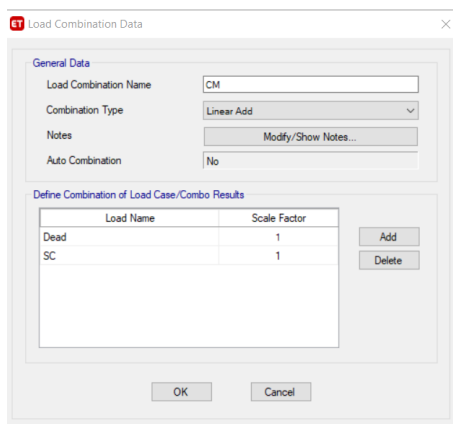 ET Load Combination Data
General Data
Load Combination Name CM
Combination Type Linear Add
Notes Modify/Show Notes...
Auto Combination No
Define Combination of Load Case/Combo Results
Load Name Scale Factor
Dead 1
SC 1
Add
Delete
OK Cancel